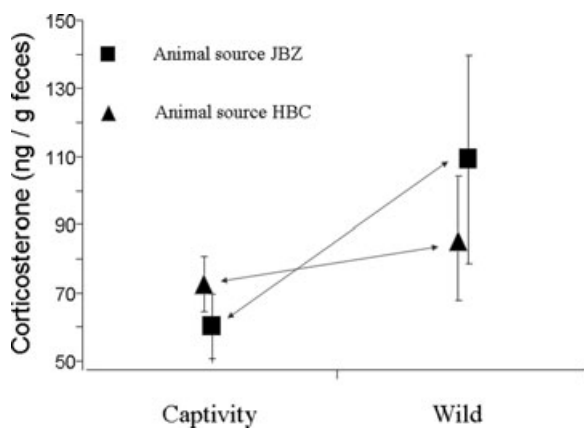 Corticosterone (ng / g feces)
150
130
110
90
70
50
Animal source JBZ
Animal source HBC
Captivity
Wild